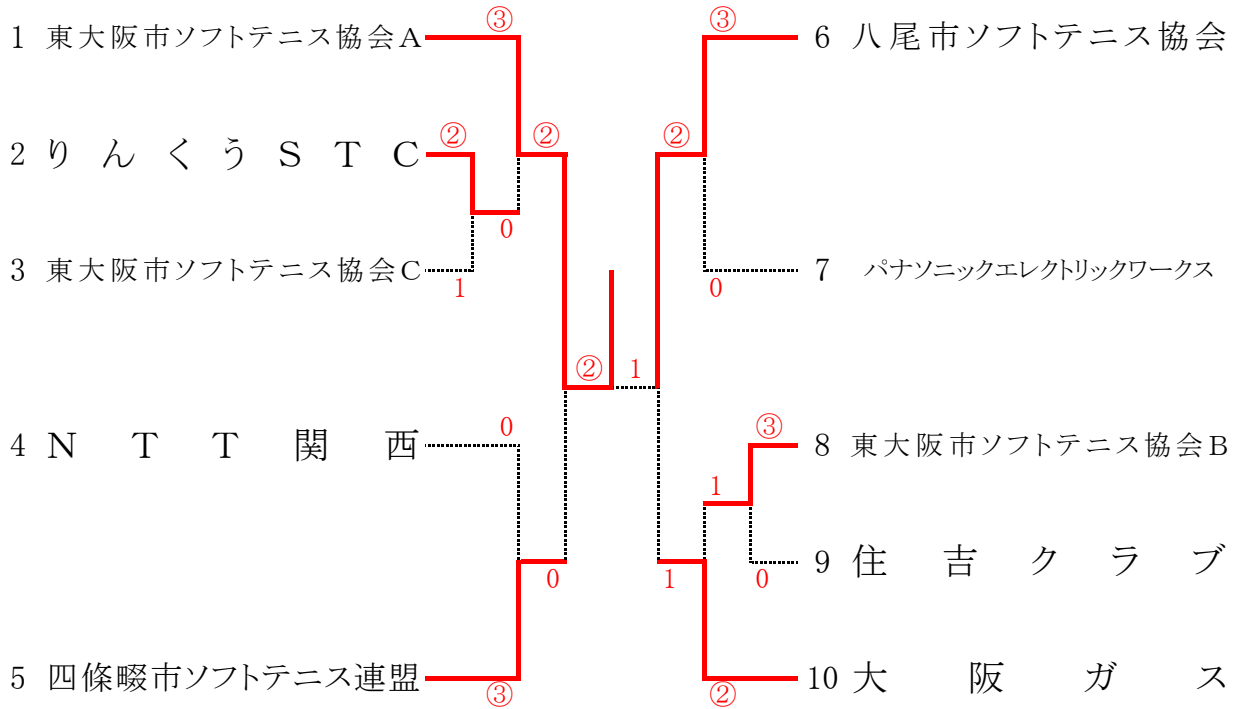 ③ ③
1 東大阪市ソフトテニス協会A 6 八尾市ソフトテニス協会
② ② ②
2 りんくうSTC
0
3 東大阪市ソフトテニス協会C 7 パナソニックエレクトリックワークス
1 0
② 1
0 ③
4 NTT関西 8 東大阪市ソフトテニス協会B
1
9 住吉クラブ
0 1 0
5 四條畷市ソフトテニス連盟 10 大阪ガス
③ ②